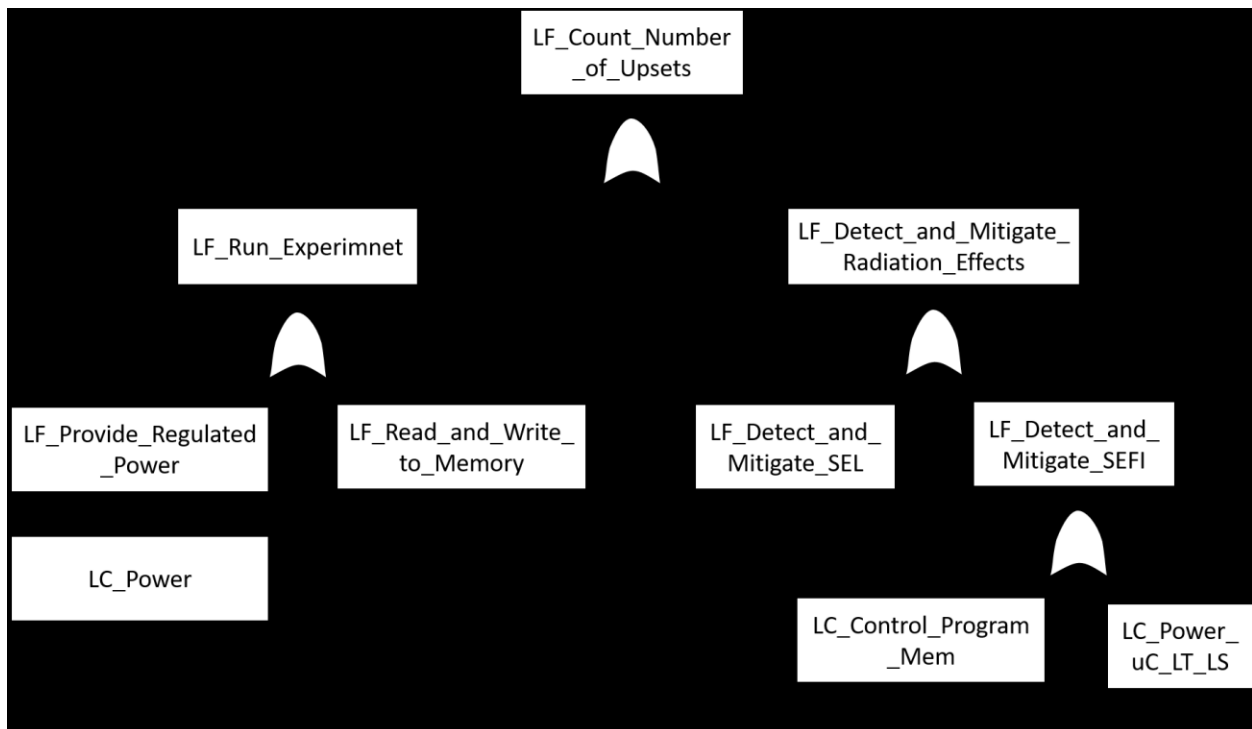 LF_Count_Number
_of_Upsets
LF_Run_Experimnet
LF_Detect_and_Mitigate_
Radiation_Effects
LF_Provide_Regulated
_Power
LF_Read_and_Write_
to_Memory
LF_Detect_and_
Mitigate_SEL
LF_Detect_and_
Mitigate_SEFI
LC_Power
LC_Control_Program
_Mem
LC_Power_
uC_LT_LS